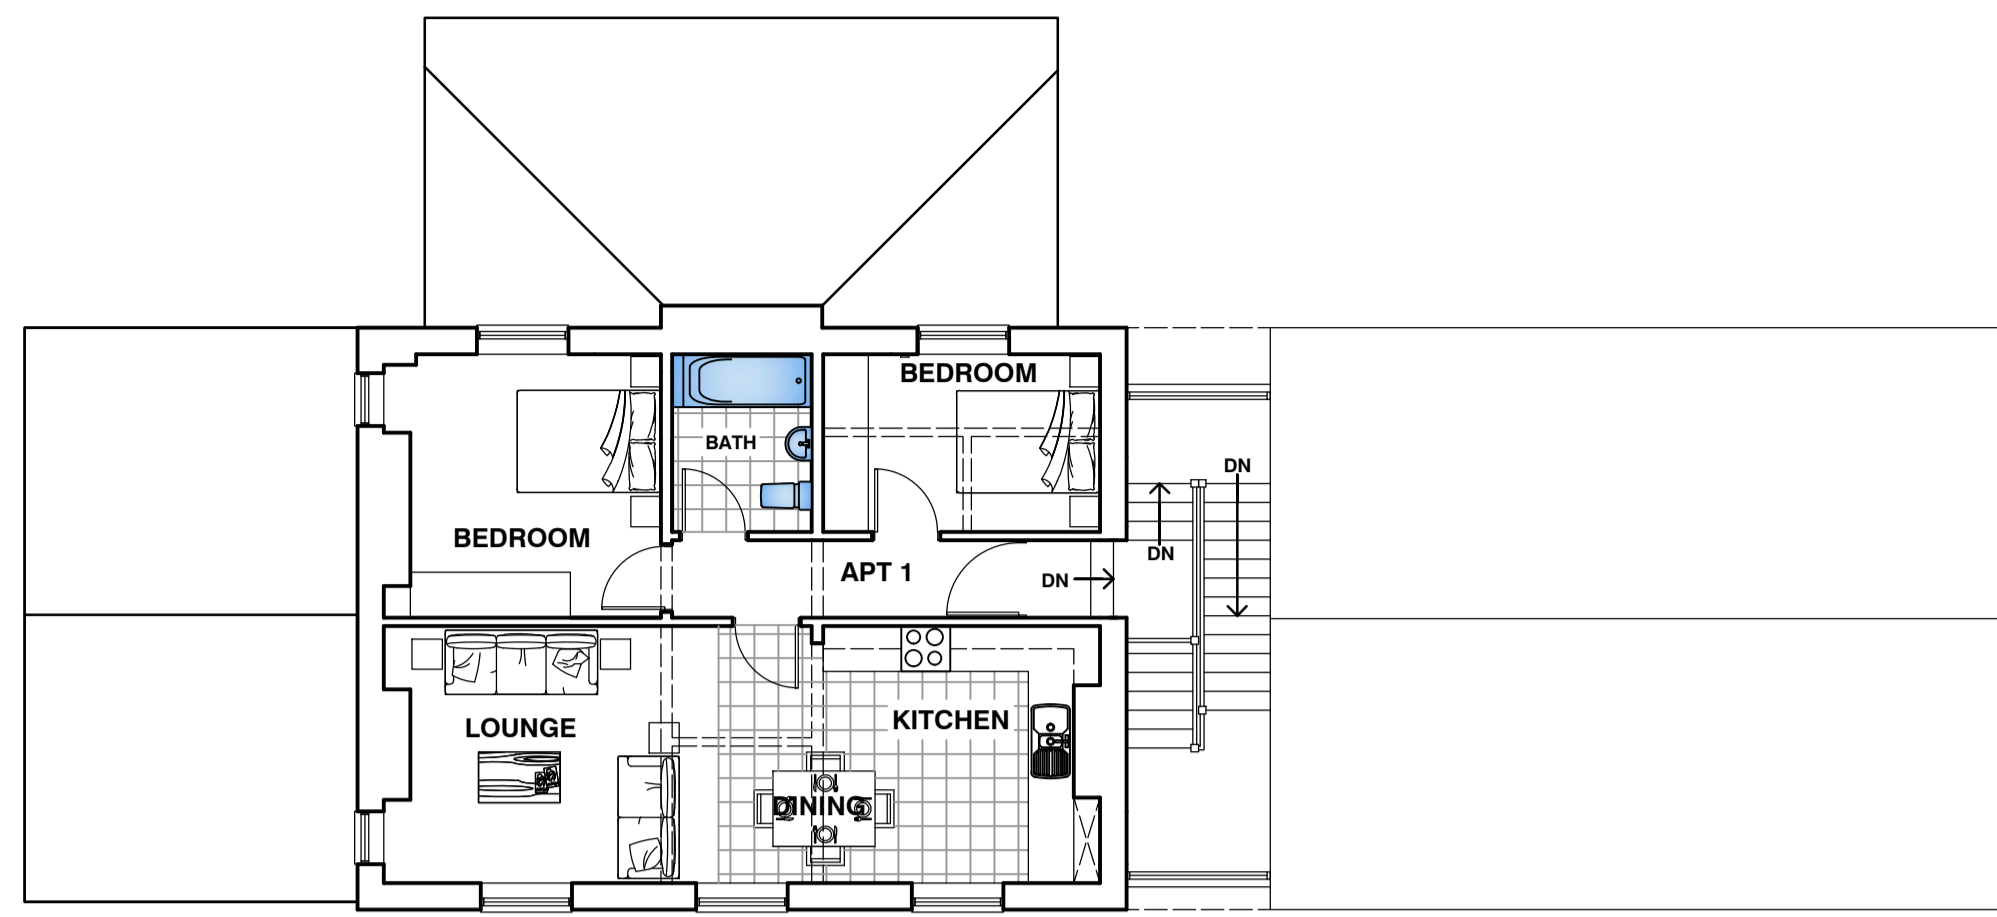 BEDROOM
BATH
DN
BEDROOM
DN
APT 1
DN
LOUNGE
KITCHEN
DINING